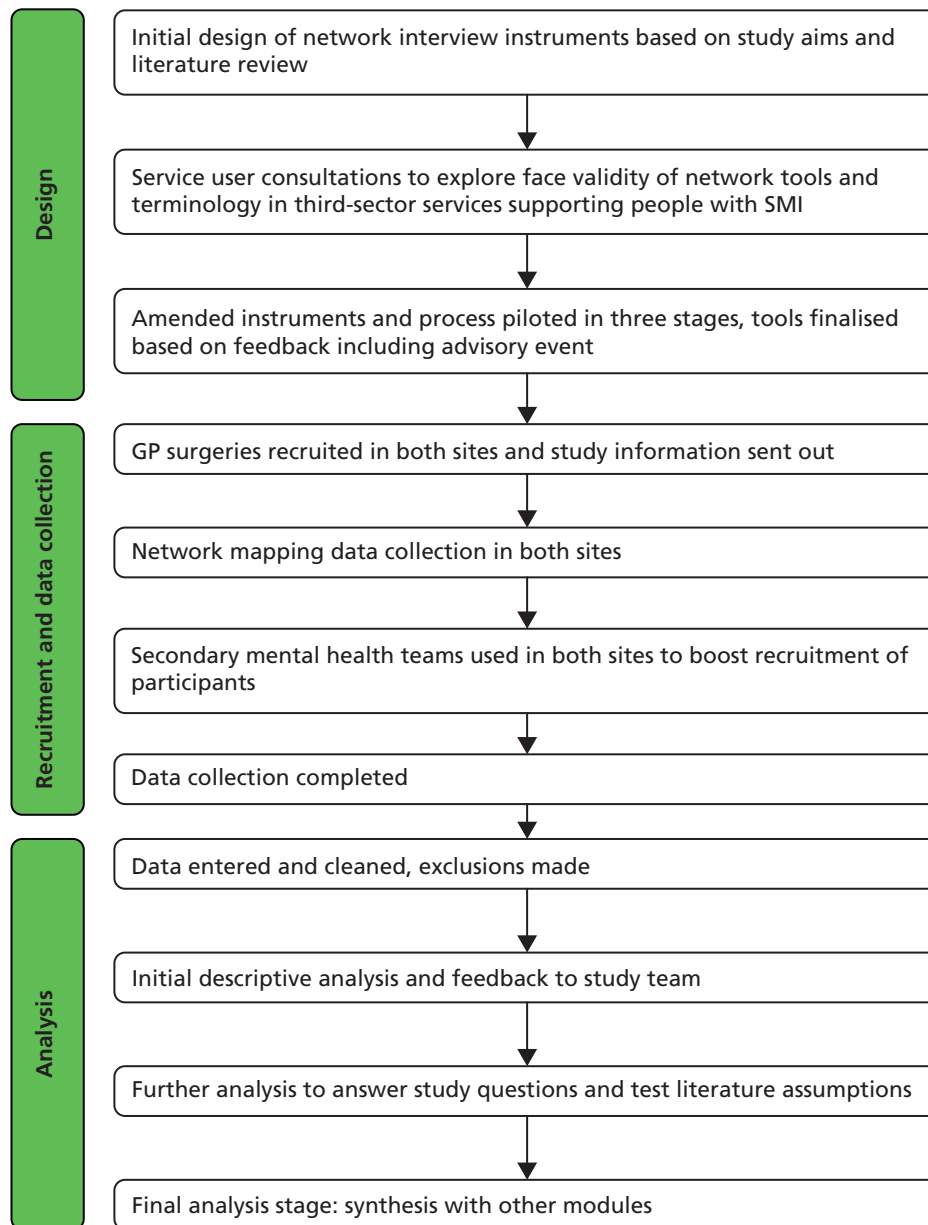 Design
Initial design of network interview instruments based on study aims and
literature review
Service user consultations to explore face validity of network tools and
terminology in third-sector services supporting people with SMI
Amended instruments and process piloted in three stages, tools finalised
based on feedback including advisory event
Recruitment and data collection
GP surgeries recruited in both sites and study information sent out
Network mapping data collection in both sites
Secondary mental health teams used in both sites to boost recruitment of
participants
Data collection completed
Analysis
Data entered and cleaned, exclusions made
Initial descriptive analysis and feedback to study team
Further analysis to answer study questions and test literature assumptions
Final analysis stage: synthesis with other modules